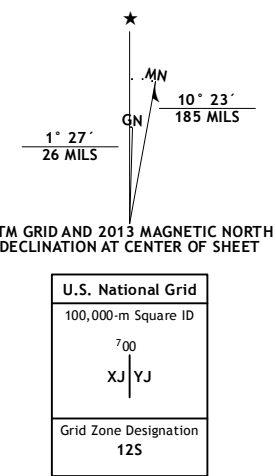 ★
MN
GN
1° 27´
26 MILS
10° 23´
185 MILS
TM GRID AND 2013 MAGNETIC NORTH
DECLINATION AT CENTER OF SHEET
U.S. National Grid
100,000-m Square ID
⁷00
XJ YJ
Grid Zone Designation
12S